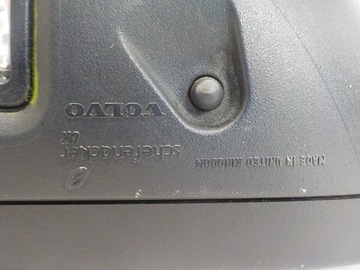 VOLVO
schefenacker
UK
MADE IN UNITED KINGDOM